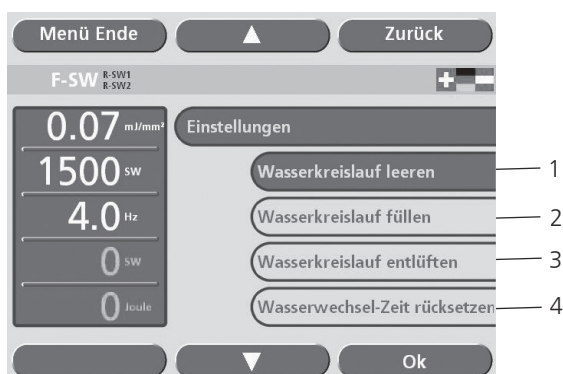 Menü Ende
Zurück
F-SW R-SW1
R-SW2
0.07 mJ/mm²
1500 SW
4.0 Hz
0 SW
0 Joule
Einstellungen
Wasserkreislauf leeren 1
Wasserkreislauf füllen 2
Wasserkreislauf entlüften 3
Wasserwechsel-Zeit rücksetzen 4
Ok